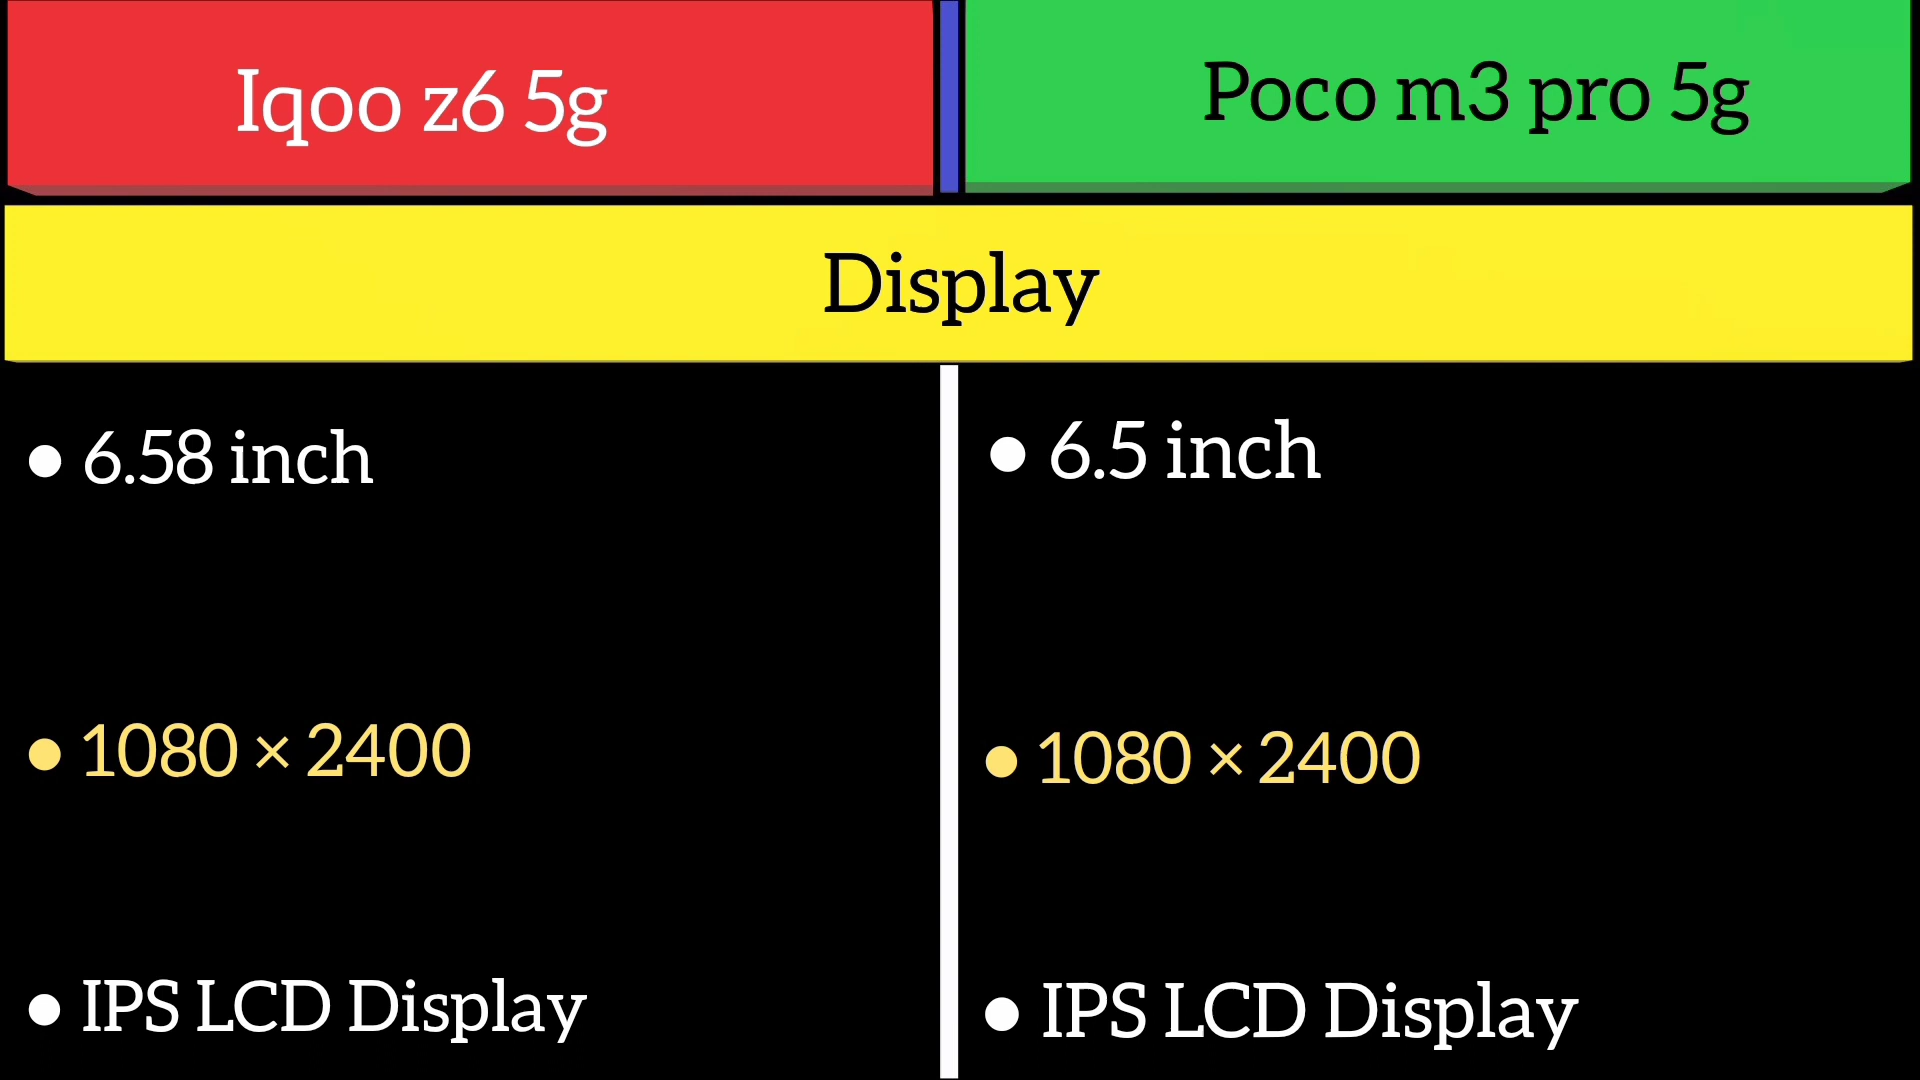 Iqoo z6 5g
Poco m3 pro 5g
Display
● 6.58 inch
● 6.5 inch
● 1080 × 2400
● 1080 × 2400
● IPS LCD Display
● IPS LCD Display